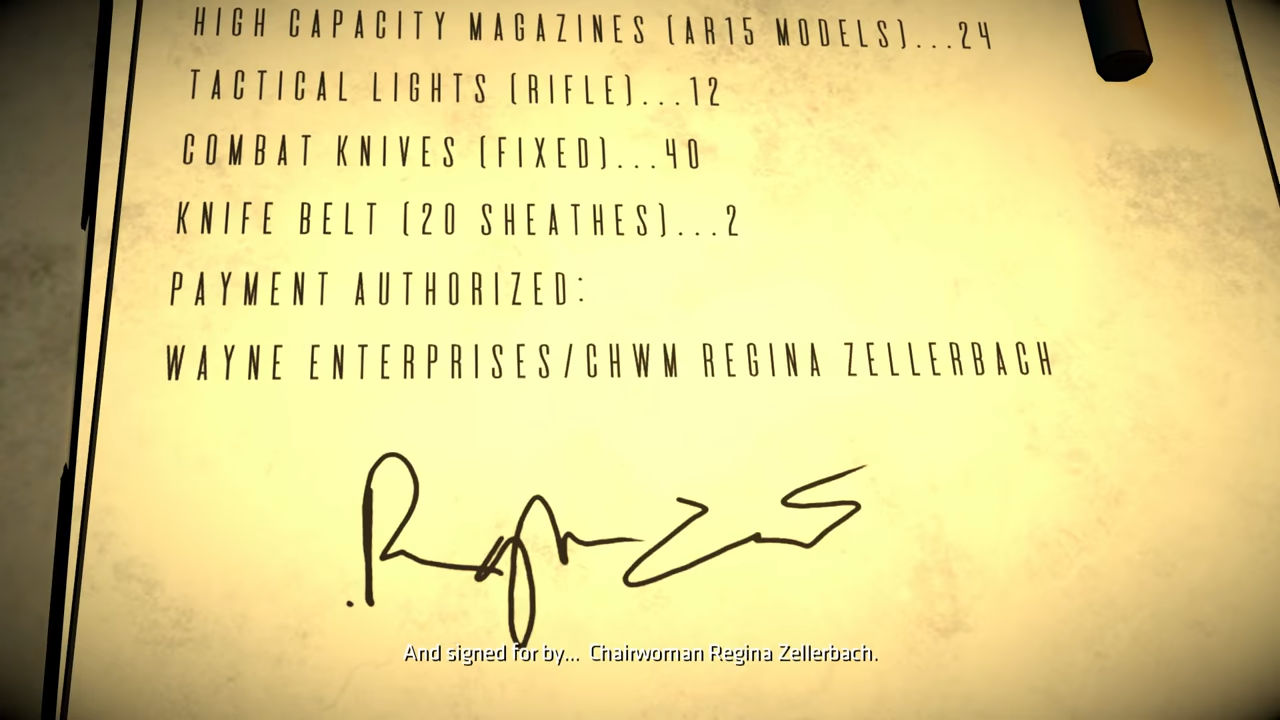 HIGH CAPACITY MAGAZINES (AR15 MODELS)...24
TACTICAL LIGHTS (RIFLE)...12
COMBAT KNIVES (FIXED)...40
KNIFE BELT (20 SHEATHES)...2
PAYMENT AUTHORIZED:
WAYNE ENTERPRISES/CHWM REGINA ZELLERBACH
And signed for by... Chairwoman Regina Zellerbach.